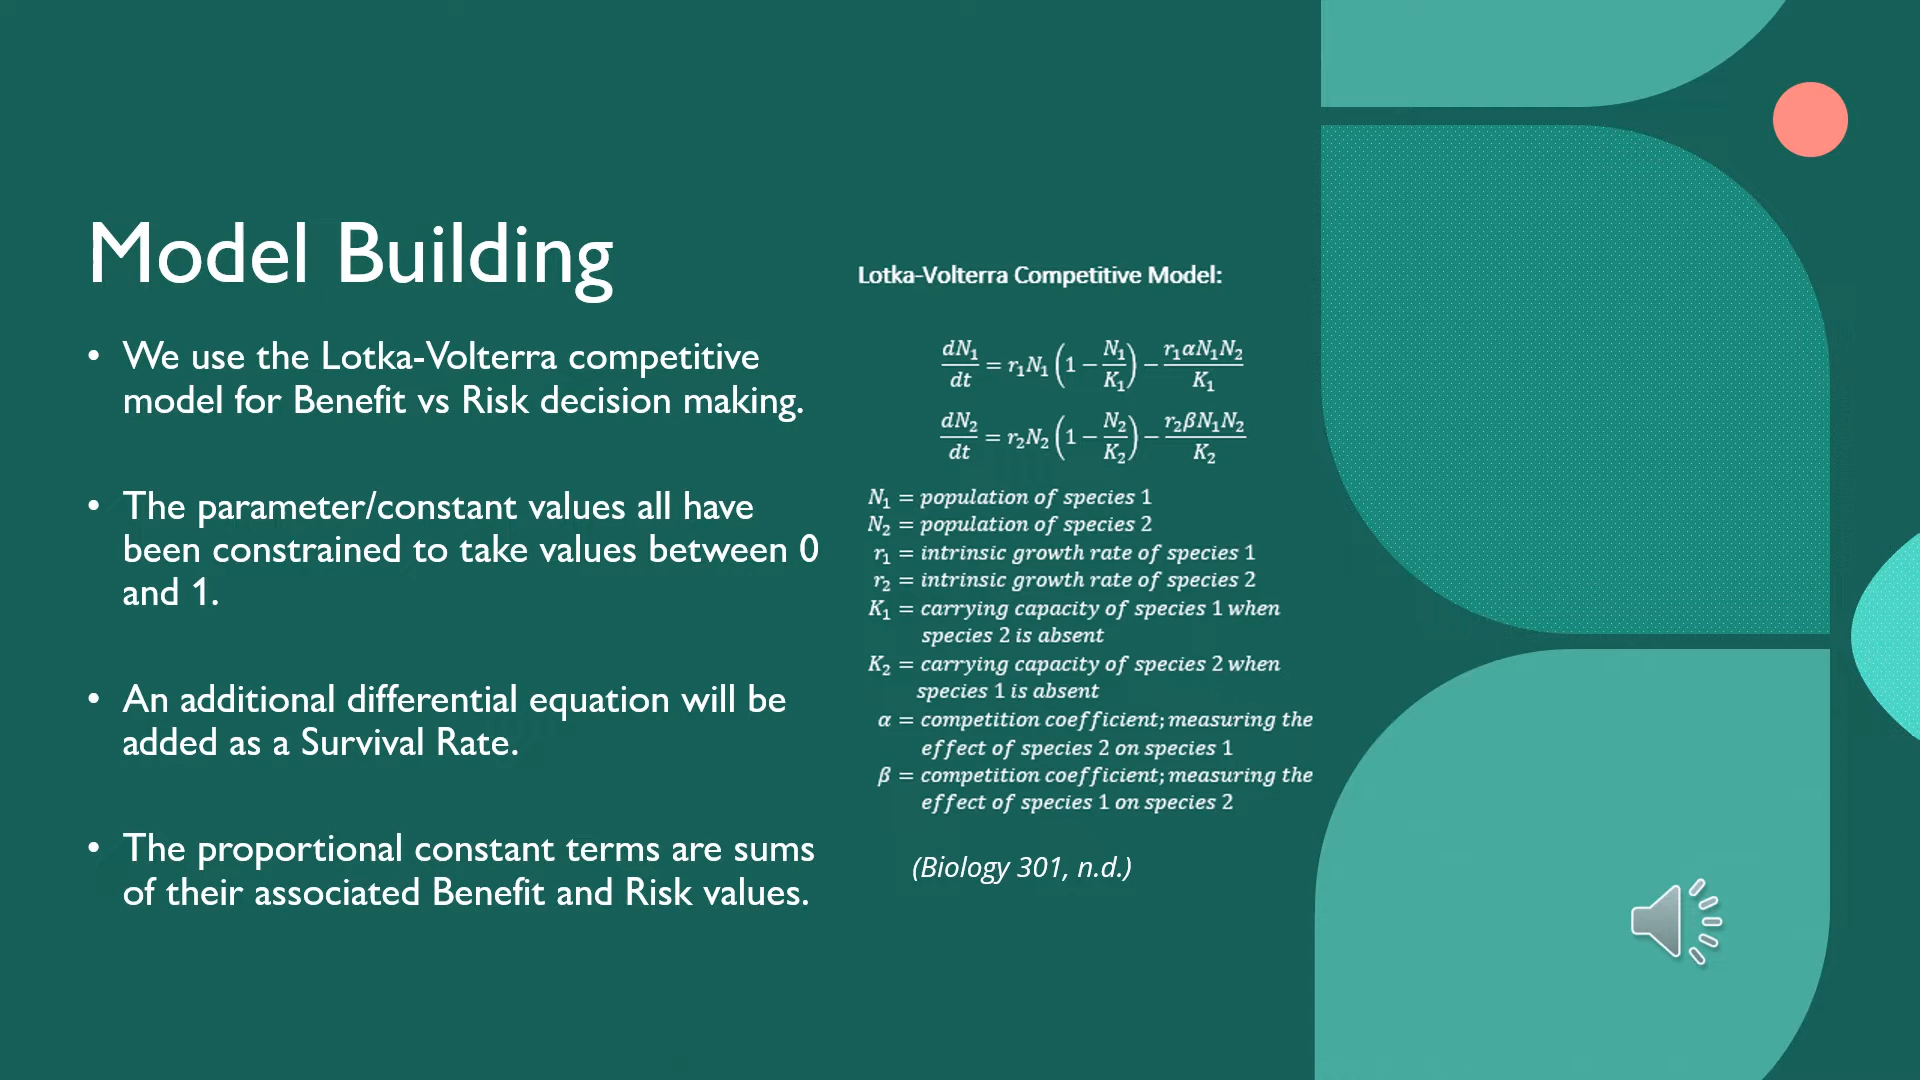 Model Building
• We use the Lotka-Volterra competitive
model for Benefit vs Risk decision making.
• The parameter/constant values all have
been constrained to take values between 0
and 1.
• An additional differential equation will be
added as a Survival Rate.
• The proportional constant terms are sums
of their associated Benefit and Risk values.
Lotka-Volterra Competitive Model:
dN₁/dt = r₁N₁ (1 − N₁/K₁) − r₁αN₁N₂/K₁
dN₂/dt = r₂N₂ (1 − N₂/K₂) − r₂βN₁N₂/K₂
N₁ = population of species 1
N₂ = population of species 2
r₁ = intrinsic growth rate of species 1
r₂ = intrinsic growth rate of species 2
K₁ = carrying capacity of species 1 when
species 2 is absent
K₂ = carrying capacity of species 2 when
species 1 is absent
α = competition coefficient; measuring the
effect of species 2 on species 1
β = competition coefficient; measuring the
effect of species 1 on species 2
(Biology 301, n.d.)